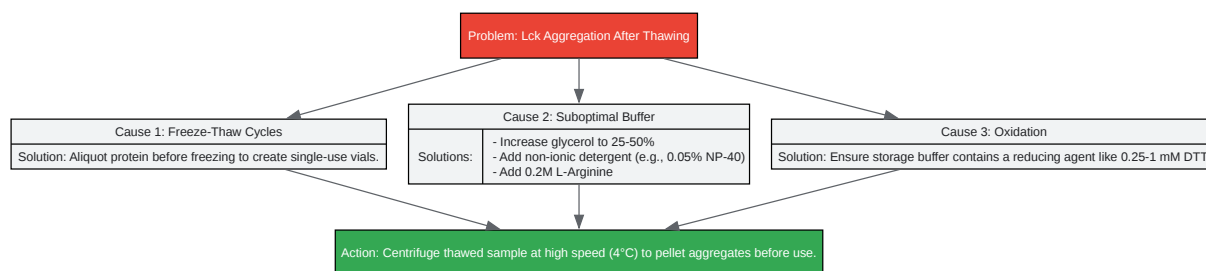 Problem: Lck Aggregation After Thawing
Cause 1: Freeze-Thaw Cycles
Solution: Aliquot protein before freezing to create single-use vials.
Cause 2: Suboptimal Buffer
Solutions:
- Increase glycerol to 25-50%
- Add non-ionic detergent (e.g., 0.05% NP-40)
- Add 0.2M L-Arginine
Cause 3: Oxidation
Solution: Ensure storage buffer contains a reducing agent like 0.25-1 mM DTT
Action: Centrifuge thawed sample at high speed (4°C) to pellet aggregates before use.